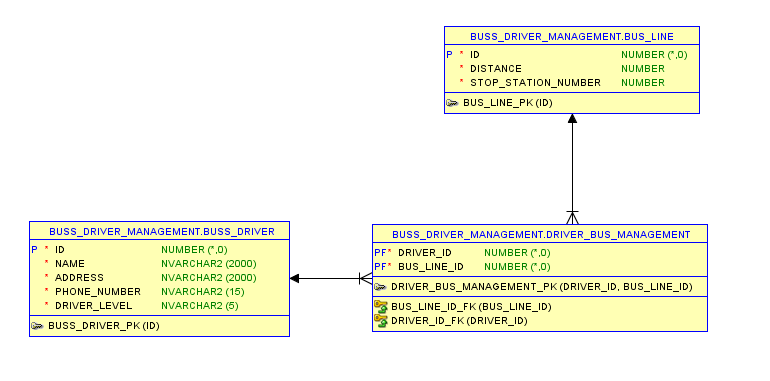 BUSS_DRIVER_MANAGEMENT.BUS_LINE
P * ID NUMBER (*,0)
* DISTANCE NUMBER
* STOP_STATION_NUMBER NUMBER
BUS_LINE_PK (ID)
BUSS_DRIVER_MANAGEMENT.BUSS_DRIVER
P * ID NUMBER (*,0)
* NAME NVARCHAR2 (2000)
* ADDRESS NVARCHAR2 (2000)
* PHONE_NUMBER NVARCHAR2 (15)
* DRIVER_LEVEL NVARCHAR2 (5)
BUSS_DRIVER_PK (ID)
BUSS_DRIVER_MANAGEMENT.DRIVER_BUS_MANAGEMENT
PF* DRIVER_ID NUMBER (*,0)
PF* BUS_LINE_ID NUMBER (*,0)
DRIVER_BUS_MANAGEMENT_PK (DRIVER_ID, BUS_LINE_ID)
BUS_LINE_ID_FK (BUS_LINE_ID)
DRIVER_ID_FK (DRIVER_ID)